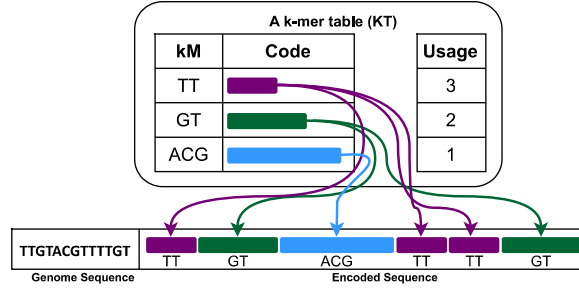 A k-mer table (KT)
kM Code Usage
TT 3
GT 2
ACG 1
TTGTACGTTTTGT
TT GT ACG TT TT GT
Genome Sequence Encoded Sequence